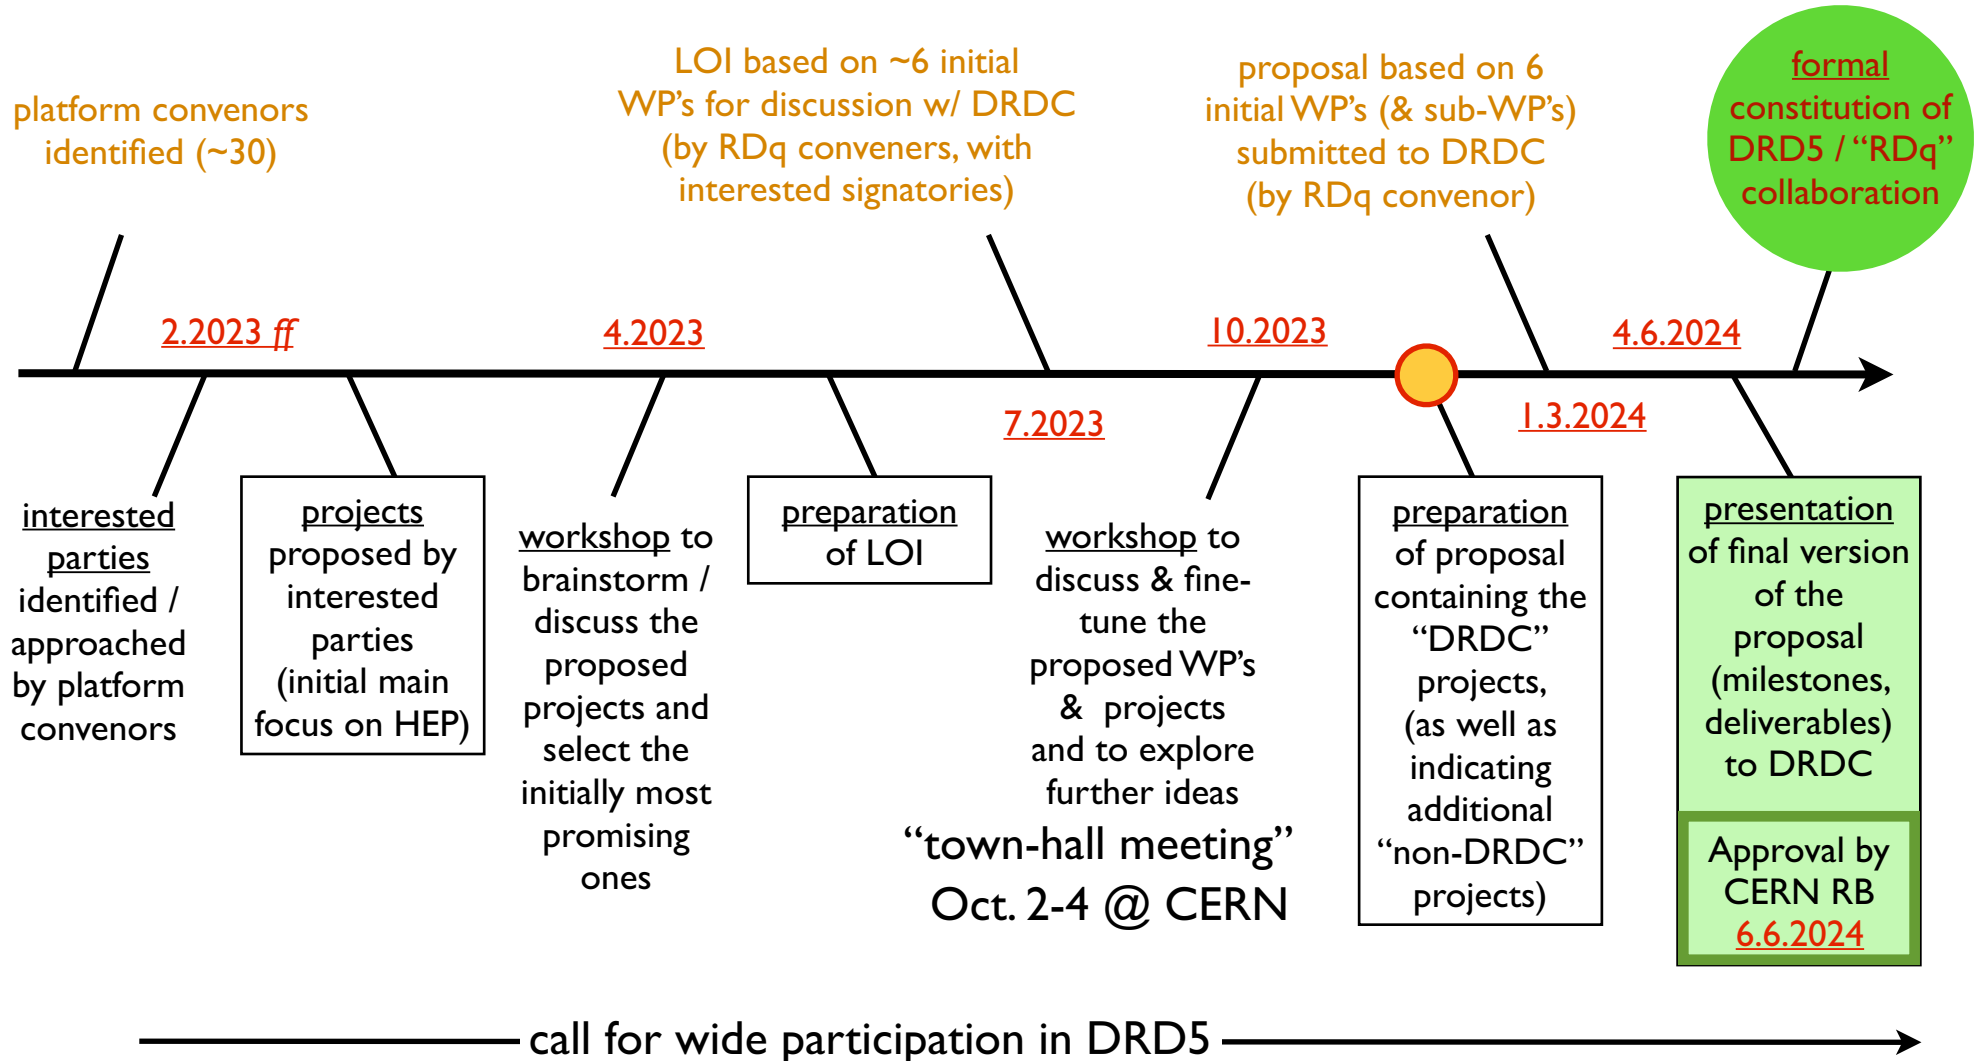 platform convenors
identified (~30)
LOI based on ~6 initial
WP's for discussion w/ DRDC
(by RDq conveners, with
interested signatories)
proposal based on 6
initial WP's (& sub-WP's)
submitted to DRDC
(by RDq convenor)
formal
constitution of
DRD5 / “RDq”
collaboration
2.2023 ff
4.2023
10.2023
4.6.2024
7.2023
1.3.2024
interested
parties
identified /
approached
by platform
convenors
projects
proposed by
interested
parties
(initial main
focus on HEP)
workshop to
brainstorm /
discuss the
proposed
projects and
select the
initially most
promising
ones
preparation
of LOI
workshop to
discuss & fine-
tune the
proposed WP's
& projects
and to explore
further ideas
“town-hall meeting”
Oct. 2-4 @ CERN
preparation
of proposal
containing the
“DRDC”
projects,
(as well as
indicating
additional
“non-DRDC”
projects)
presentation
of final version
of the
proposal
(milestones,
deliverables)
to DRDC
Approval by
CERN RB
6.6.2024
call for wide participation in DRD5